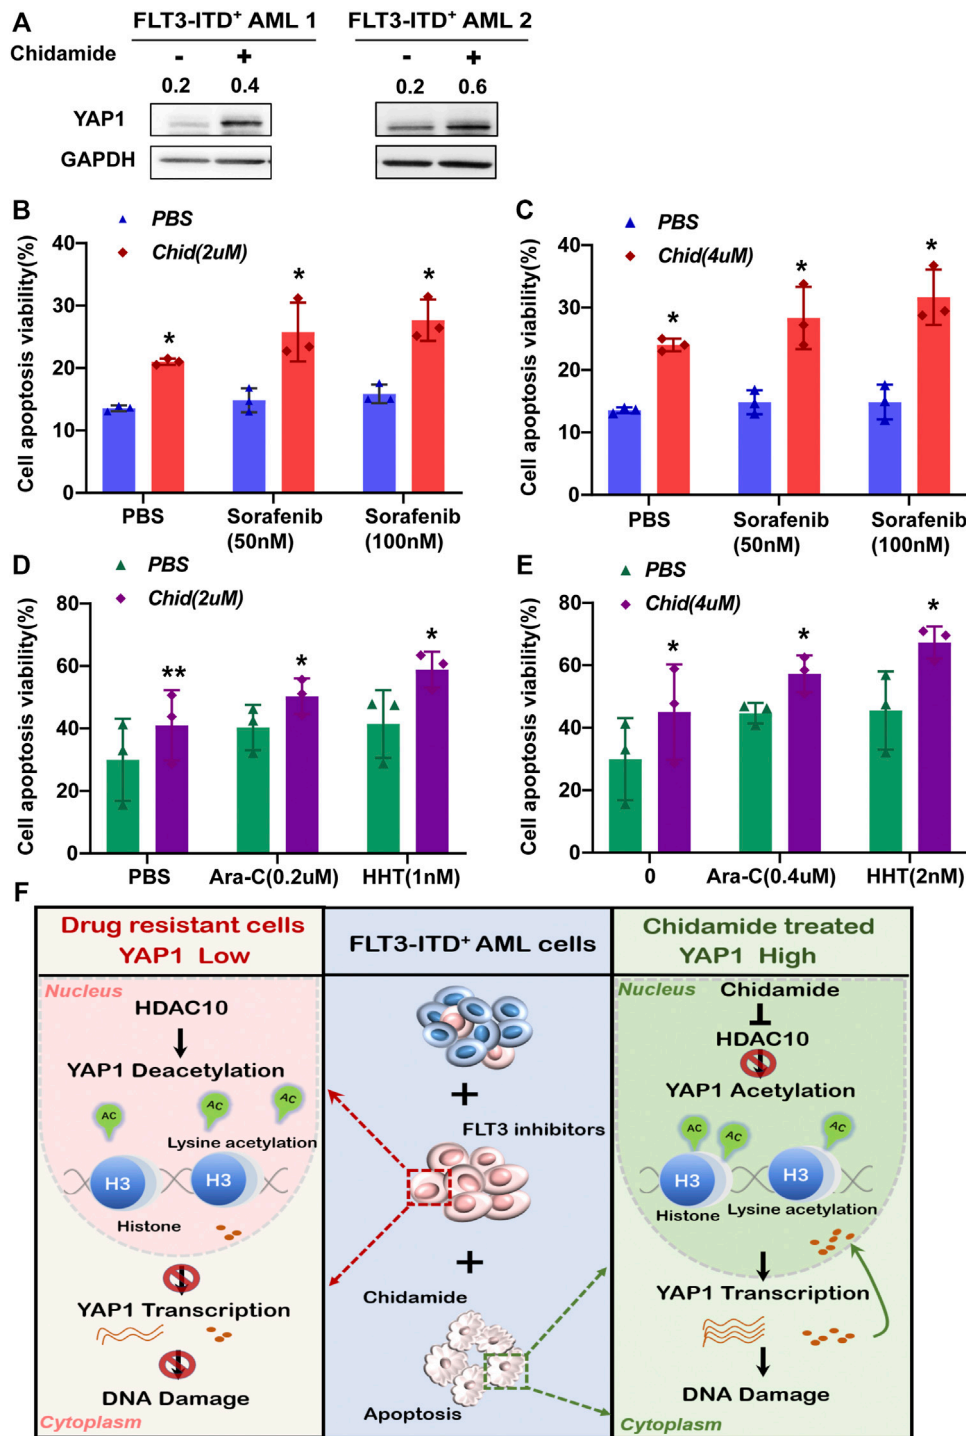 A
FLT3-ITD⁺ AML 1
FLT3-ITD⁺ AML 2
Chidamide
- +
- +
0.2 0.4
0.2 0.6
YAP1
GAPDH
B
PBS
Chid(2uM)
Cell apoptosis viability(%)
40
30
20
10
0
*
*
*
PBS
Sorafenib
(50nM)
Sorafenib
(100nM)
C
PBS
Chid(4uM)
Cell apoptosis viability(%)
40
30
20
10
0
*
*
*
PBS
Sorafenib
(50nM)
Sorafenib
(100nM)
D
PBS
Chid(2uM)
Cell apoptosis viability(%)
80
60
40
20
0
**
*
*
PBS
Ara-C(0.2uM)
HHT(1nM)
E
PBS
Chid(4uM)
Cell apoptosis viability(%)
80
60
40
20
0
*
*
*
0
Ara-C(0.4uM)
HHT(2nM)
F
Drug resistant cells
YAP1 Low
Nucleus
HDAC10
YAP1 Deacetylation
AC
AC
AC
Lysine acetylation
H3
H3
Histone
YAP1 Transcription
DNA Damage
Cytoplasm
FLT3-ITD⁺ AML cells
+
FLT3 inhibitors
+
Chidamide
Apoptosis
Chidamide treated
YAP1 High
Nucleus
Chidamide
HDAC10
YAP1 Acetylation
AC
AC
AC
H3
H3
Histone
Lysine acetylation
YAP1 Transcription
DNA Damage
Cytoplasm